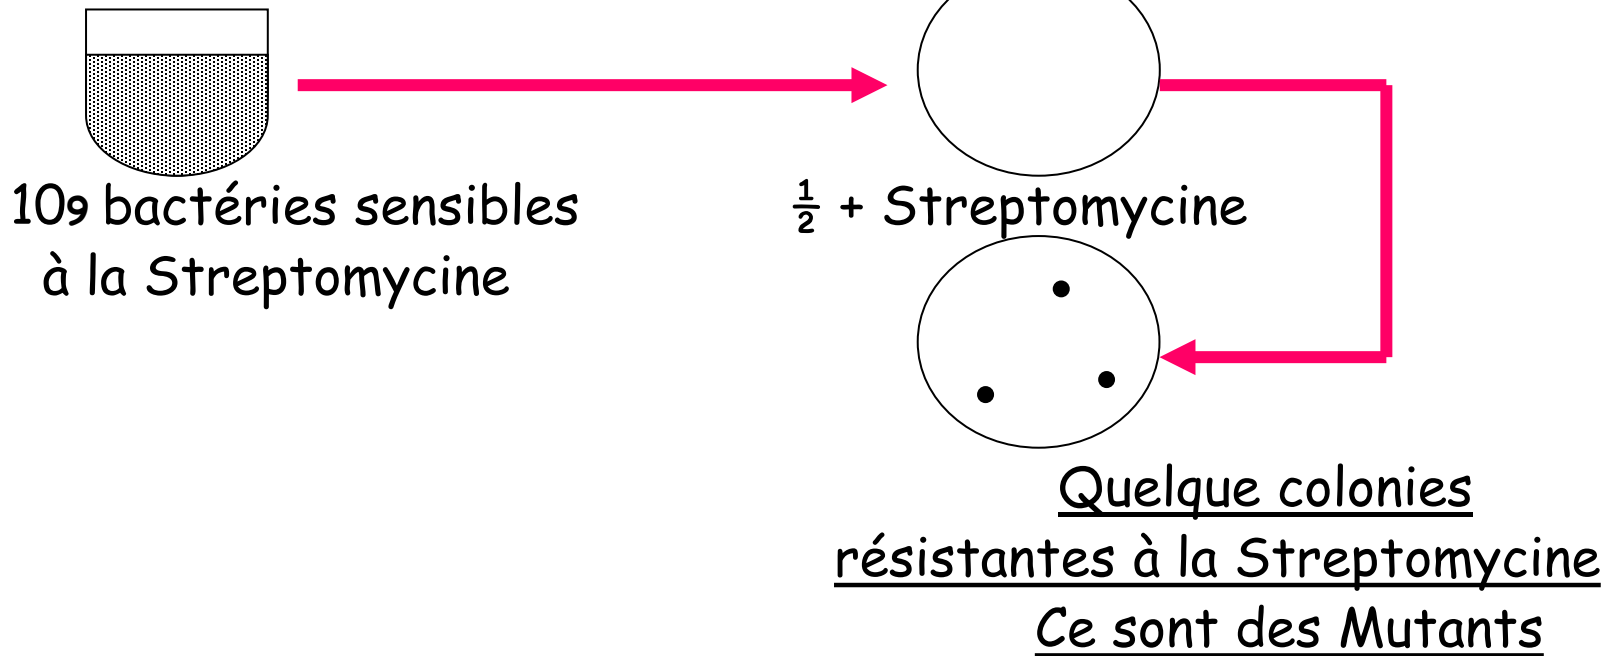 109 bactéries sensibles
à la Streptomycine
½ + Streptomycine
Quelque colonies
résistantes à la Streptomycine
Ce sont des Mutants